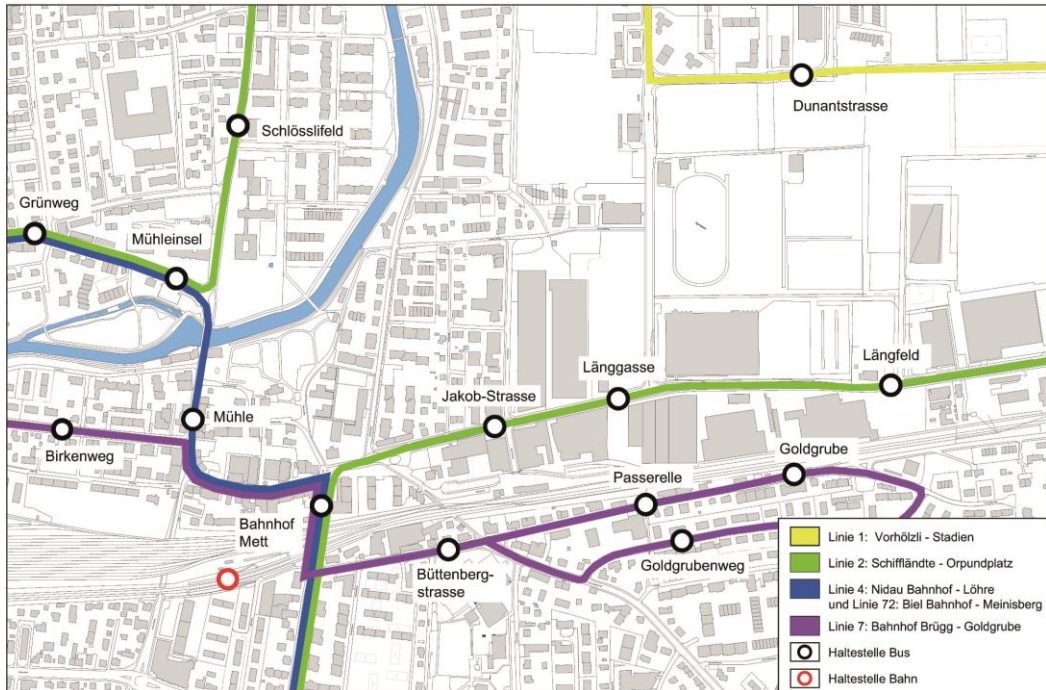 Dunantstrasse
Schlösslifeld
Grünweg
Mühleinsel
Länggasse
Längfeld
Jakob-Strasse
Mühle
Birkenweg
Goldgrube
Passerelle
Bahnhof
Mett
Büttenberg-
strasse
Goldgrubenweg
Linie 1: Vorhölzli - Stadien
Linie 2: Schiffländte - Orpundplatz
Linie 4: Nidau Bahnhof - Löhre
und Linie 72: Biel Bahnhof - Meinisberg
Linie 7: Bahnhof Brügg - Goldgrube
Haltestelle Bus
Haltestelle Bahn